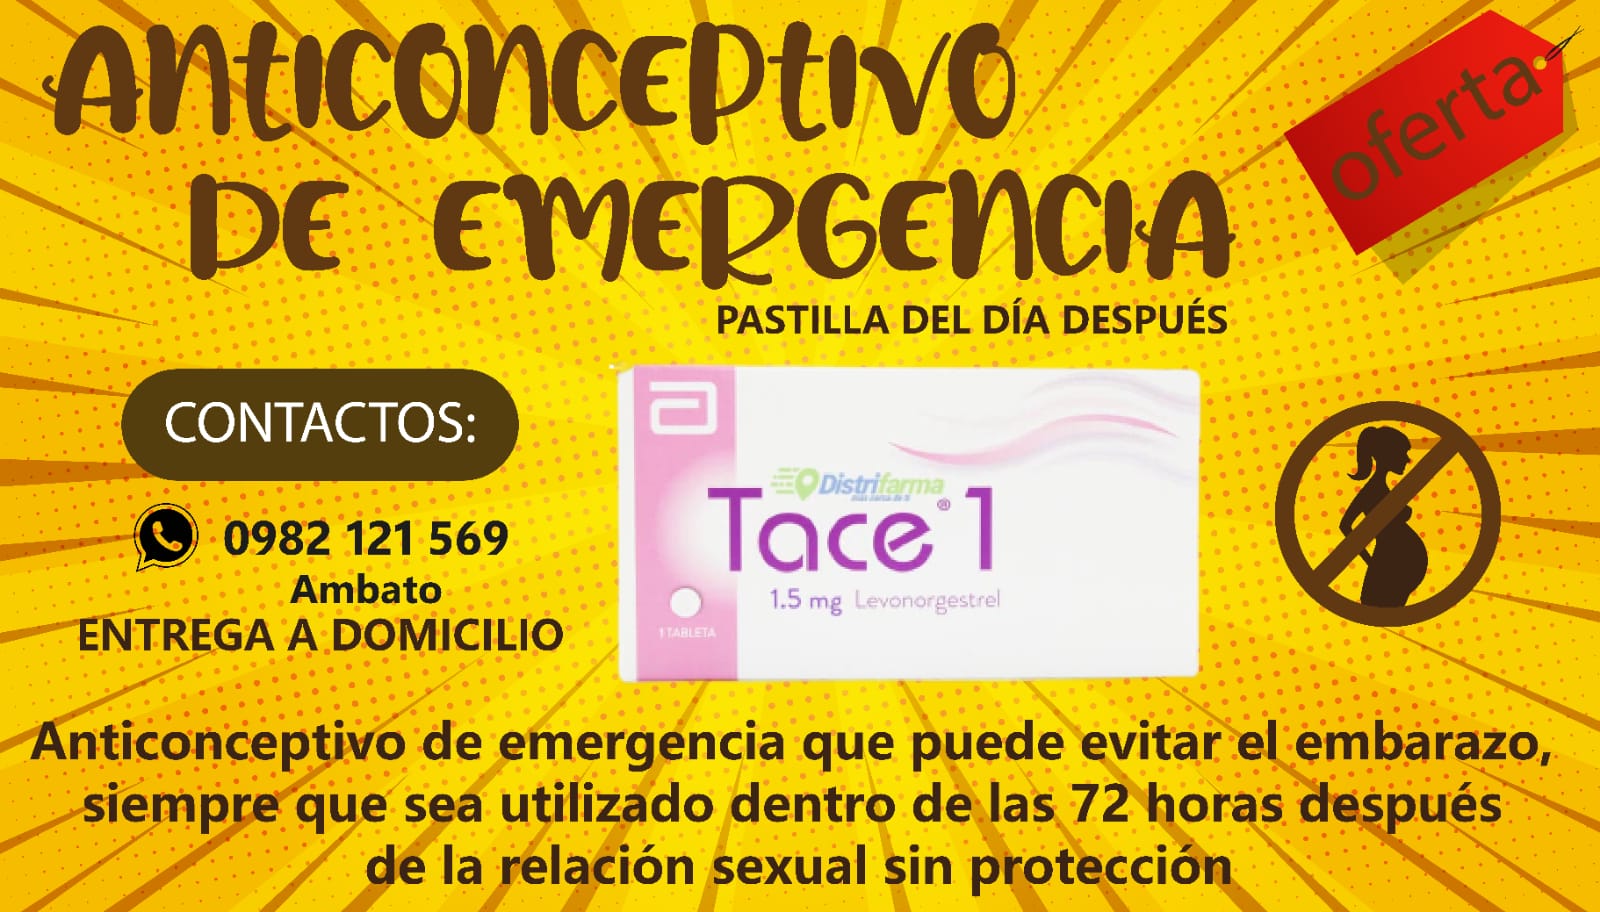 ANTICONCEPTIVO
DE EMERGENCIA
oferta
PASTILLA DEL DÍA DESPUÉS
CONTACTOS:
0982 121 569
Ambato
ENTREGA A DOMICILIO
Distrifarma
Tace® 1
1.5 mg Levonorgestrel
1 TABLETA
Anticonceptivo de emergencia que puede evitar el embarazo,
siempre que sea utilizado dentro de las 72 horas después
de la relación sexual sin protección